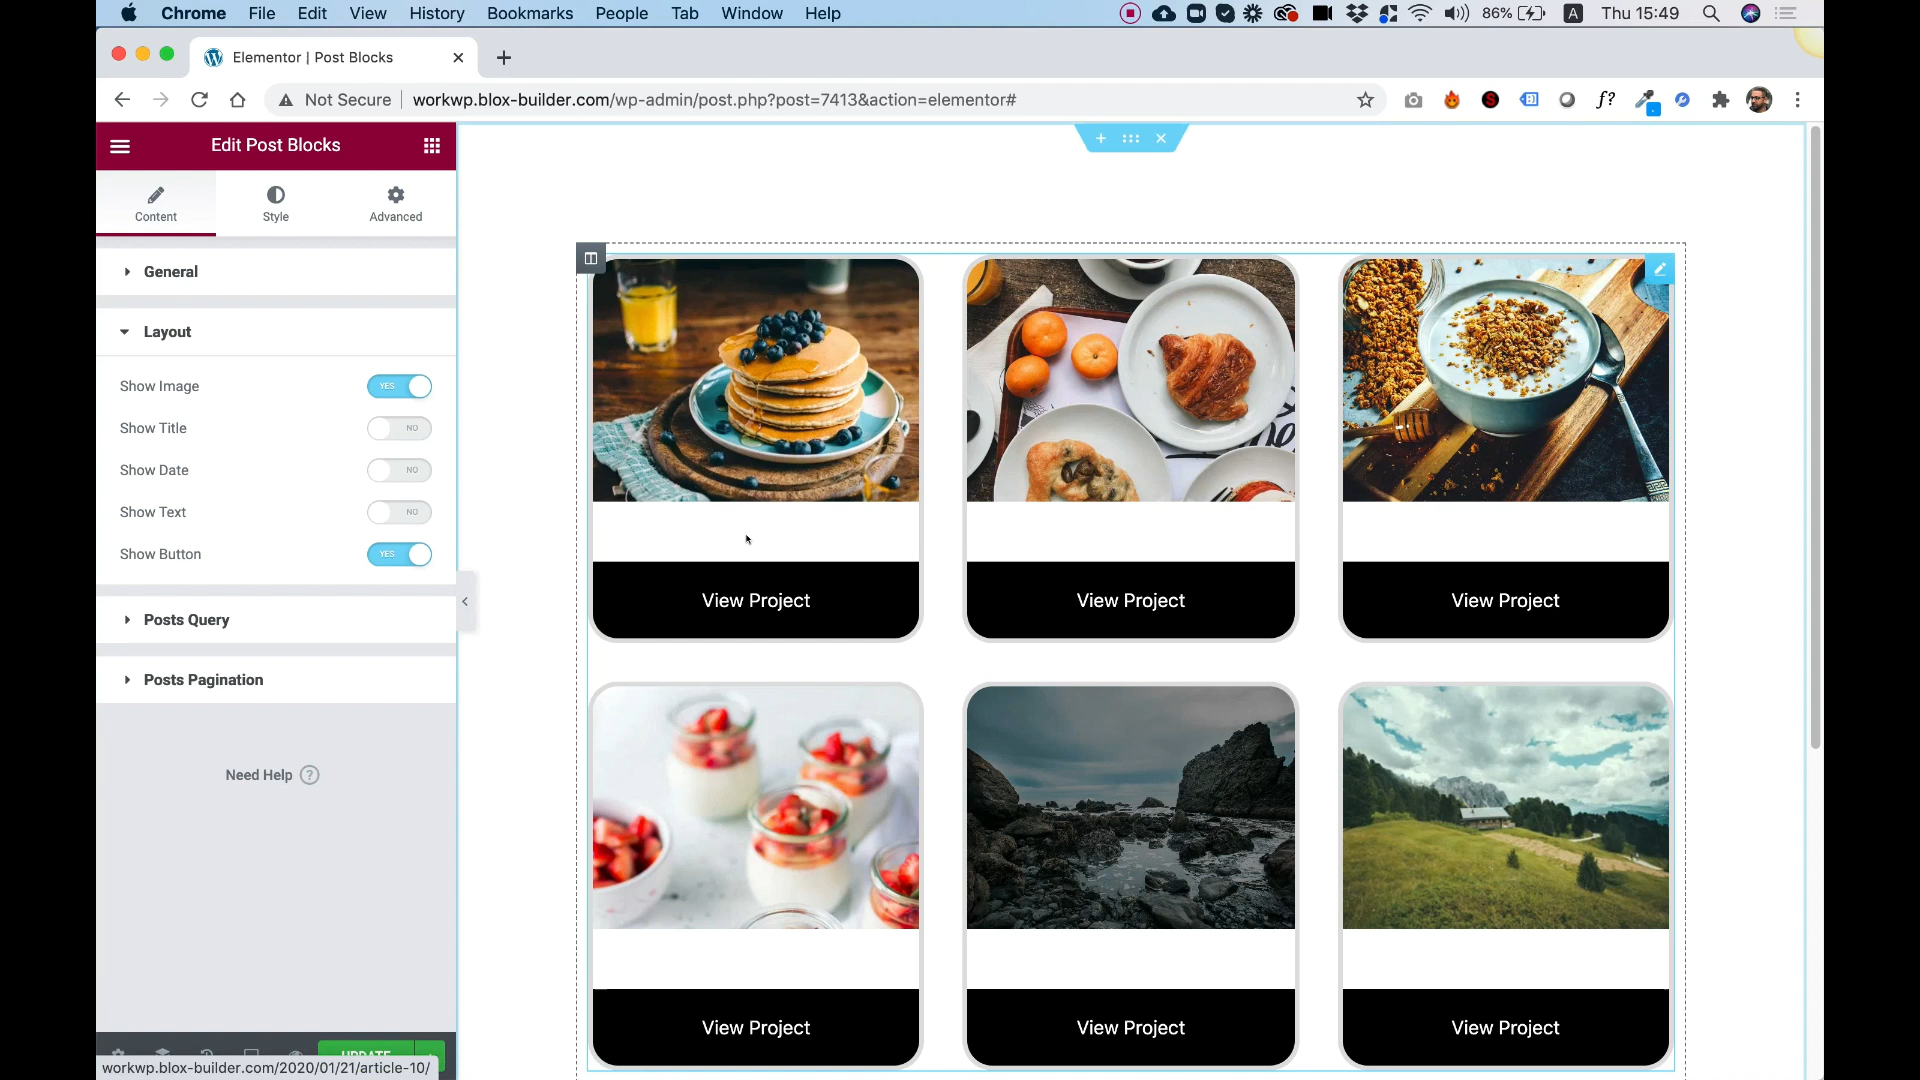 Chrome File Edit View History Bookmarks People Tab Window Help 86% A Thu 15:49
Elementor | Post Blocks
Not Secure workwp.blox-builder.com/wp-admin/post.php?post=7413&action=elementor#
S f?
Edit Post Blocks
Content Style Advanced
General
Layout
Show Image YES
Show Title NO
Show Date NO
Show Text NO
Show Button YES
Posts Query
Posts Pagination
Need Help ?
View Project View Project View Project
View Project View Project View Project
UPDATE
workwp.blox-builder.com/2020/01/21/article-10/